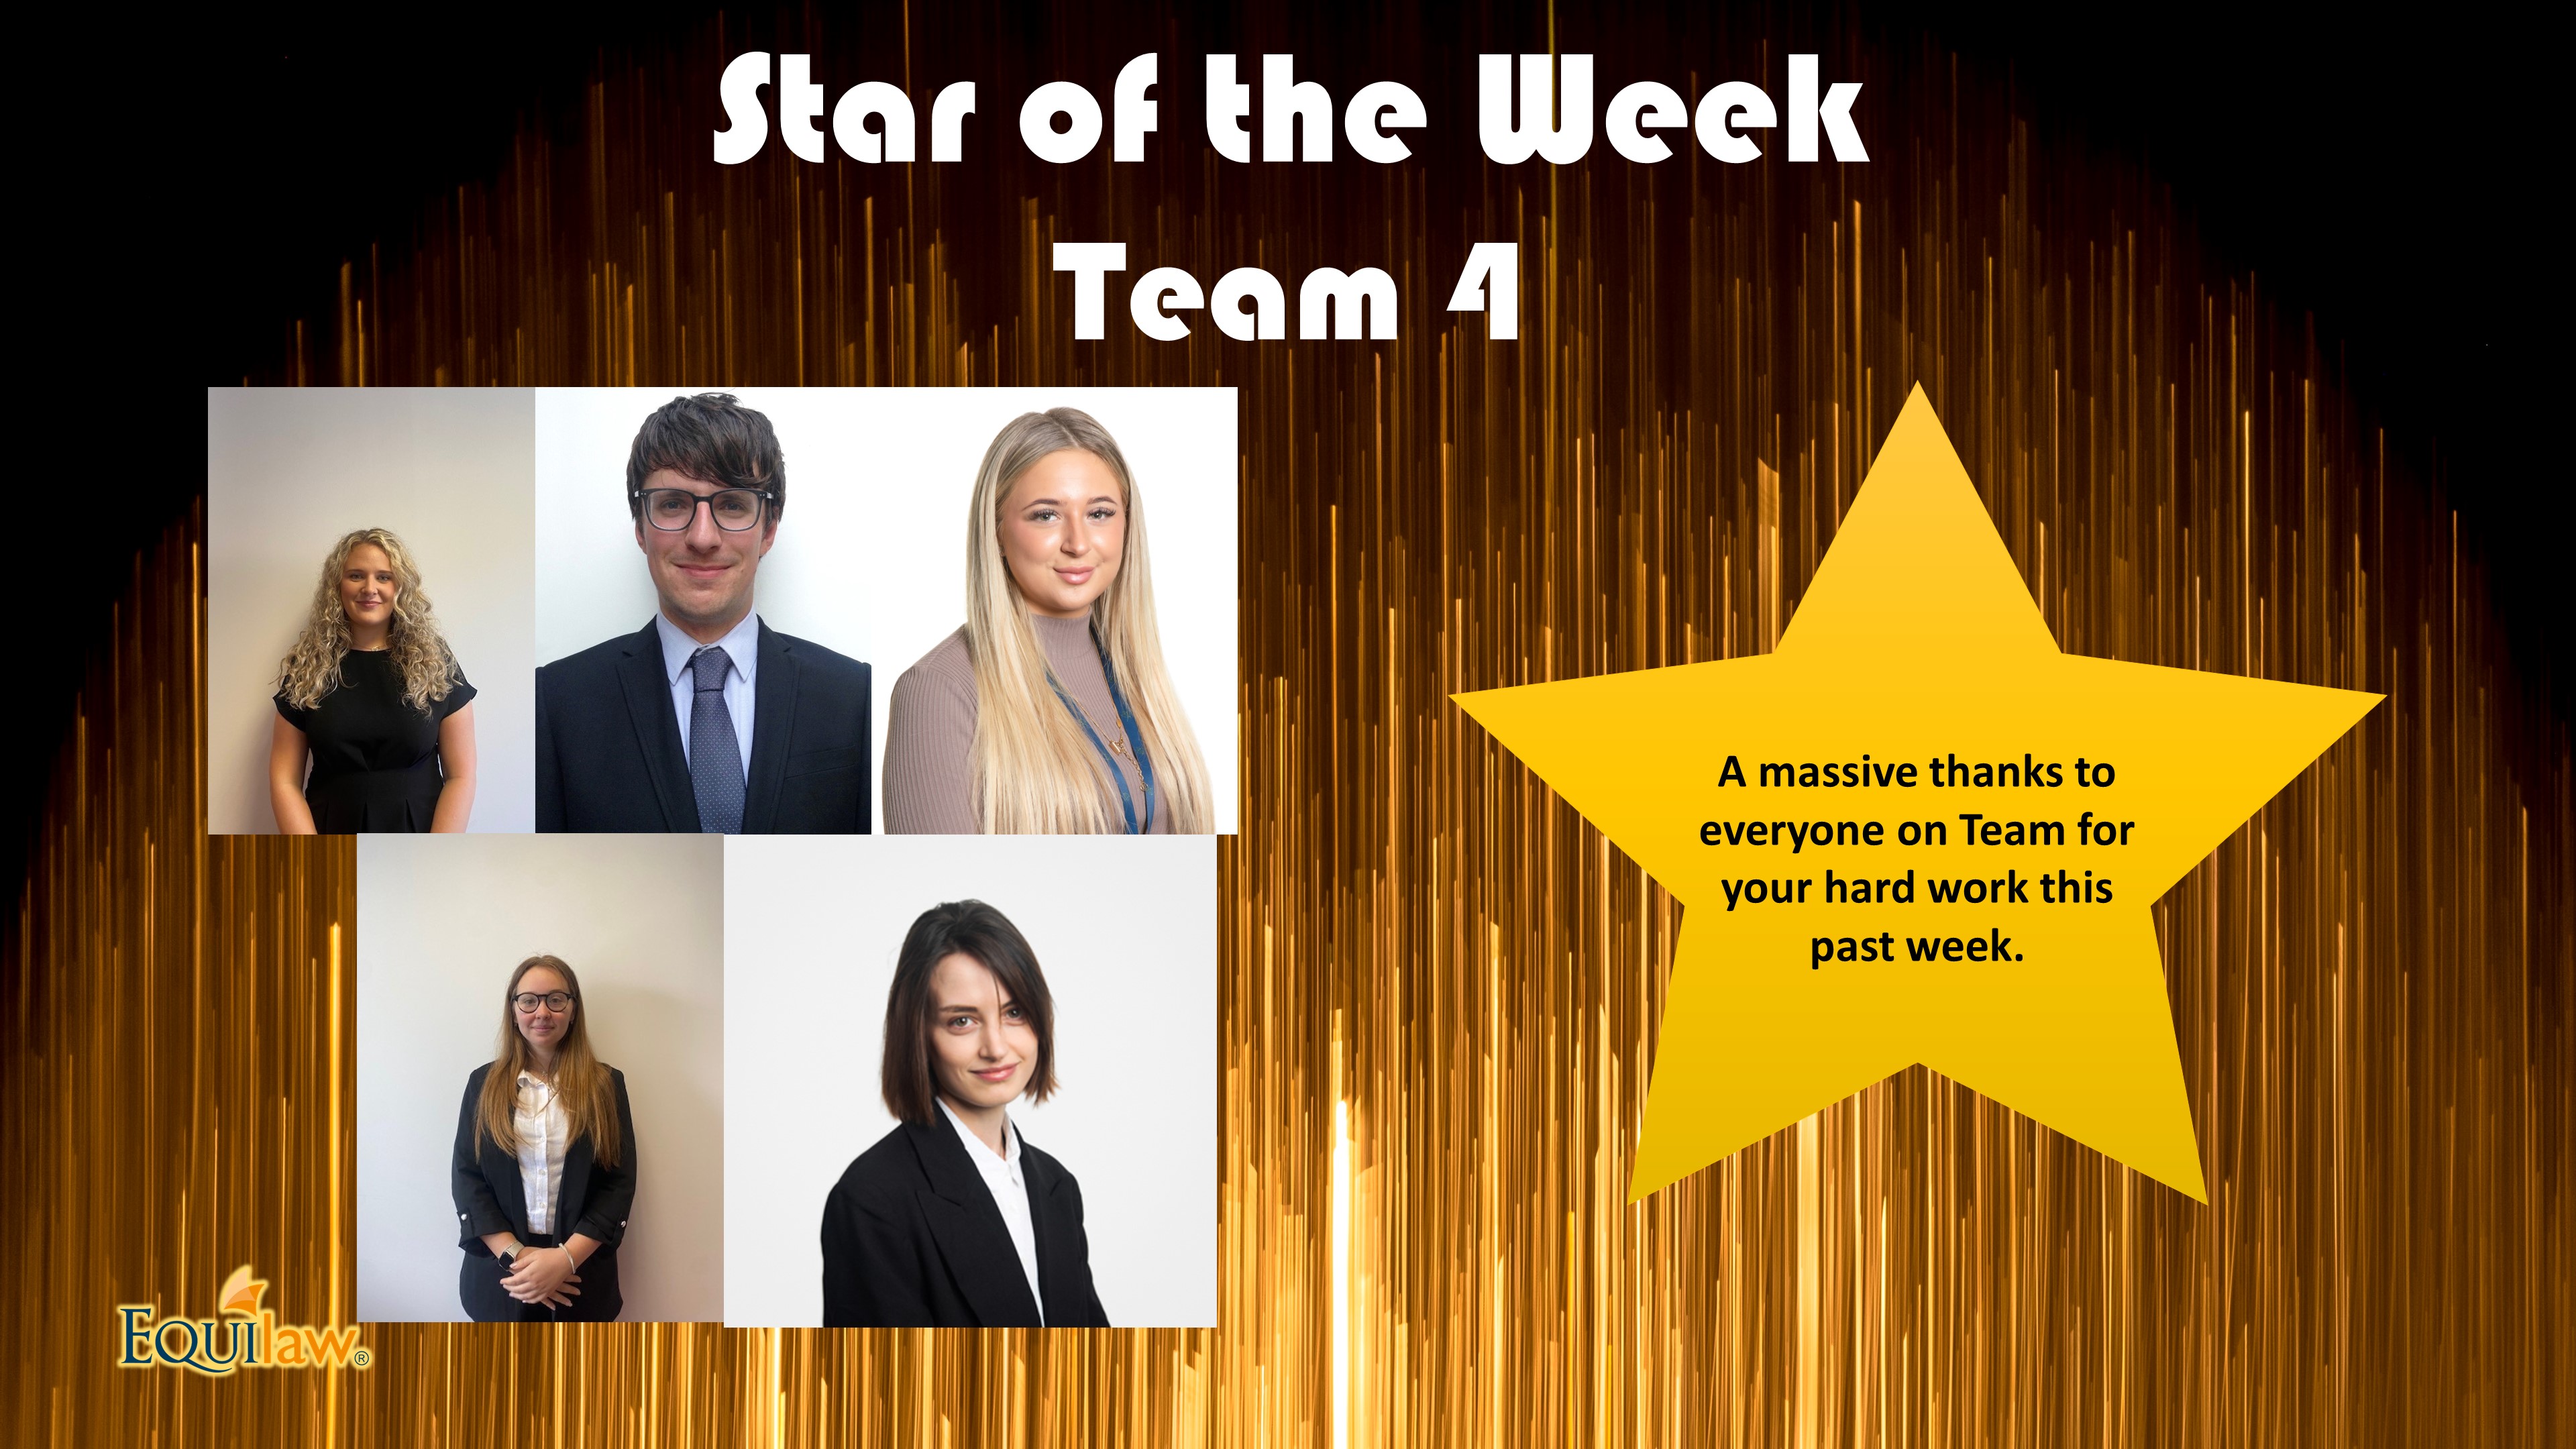 Star of the Week
Team 4
A massive thanks to
everyone on Team for
your hard work this
past week.
EQUIlaw®